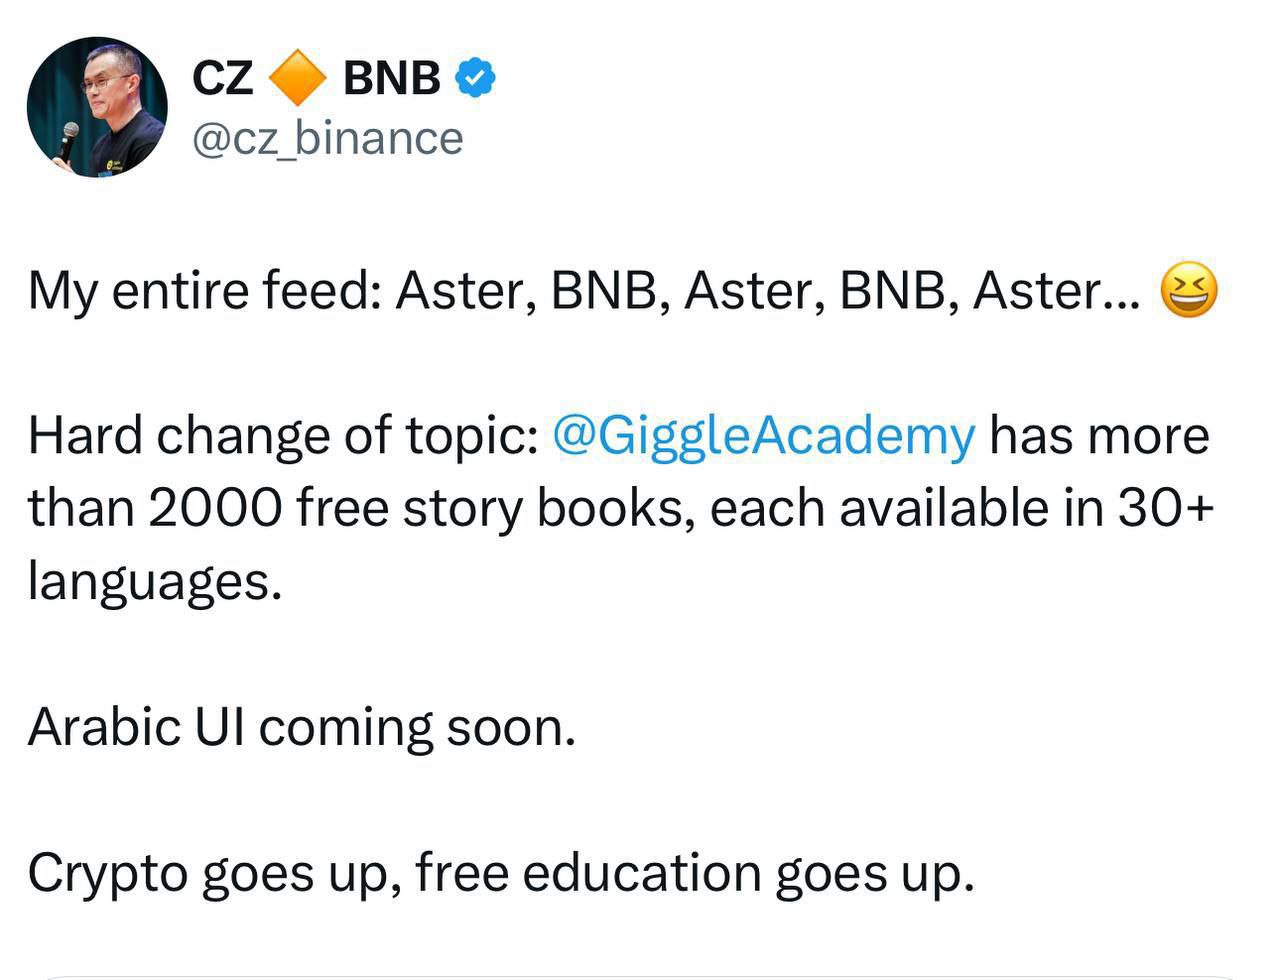 CZ 🔶 BNB
@cz_binance
My entire feed: Aster, BNB, Aster, BNB, Aster... 😆
Hard change of topic: @GiggleAcademy has more
than 2000 free story books, each available in 30+
languages.
Arabic UI coming soon.
Crypto goes up, free education goes up.